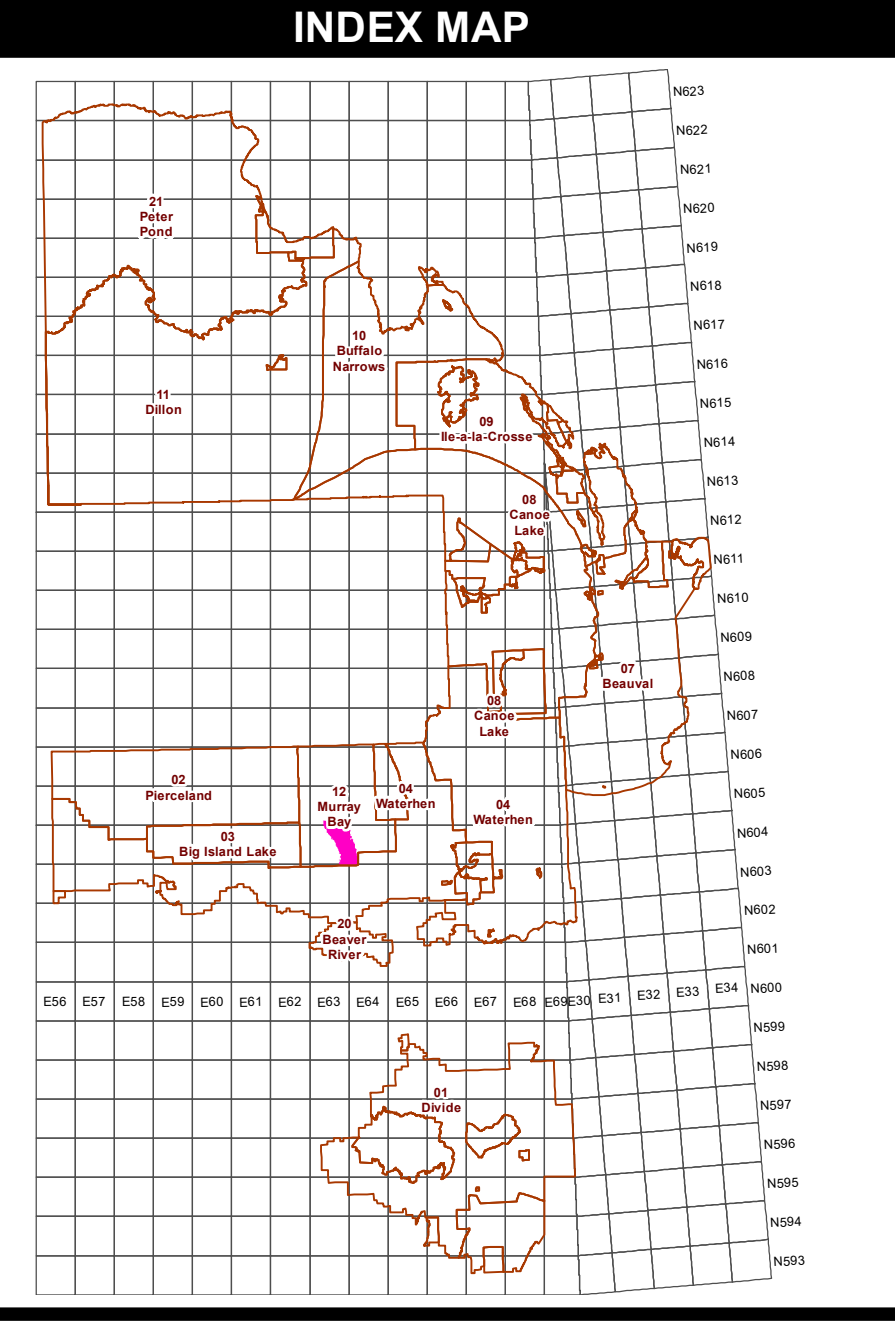 INDEX MAP
N623
N622
N621
21
Peter
Pond
N620
N619
N618
N617
10
Buffalo
Narrows
N616
11
Dillon
N615
09
Ile-a-la-Crosse
N614
N613
08
Canoe
Lake
N612
N611
N610
N609
07
Beauval
N608
08
Canoe
Lake
N607
N606
02
Pierceland
12
Murray
Bay
04
Waterhen
04
Waterhen
N605
03
Big Island Lake
N604
N603
N602
20
Beaver
River
N601
N600
E56 E57 E58 E59 E60 E61 E62 E63 E64 E65 E66 E67 E68 E69 E30 E31 E32 E33 E34
N599
N598
01
Divide
N597
N596
N595
N594
N593